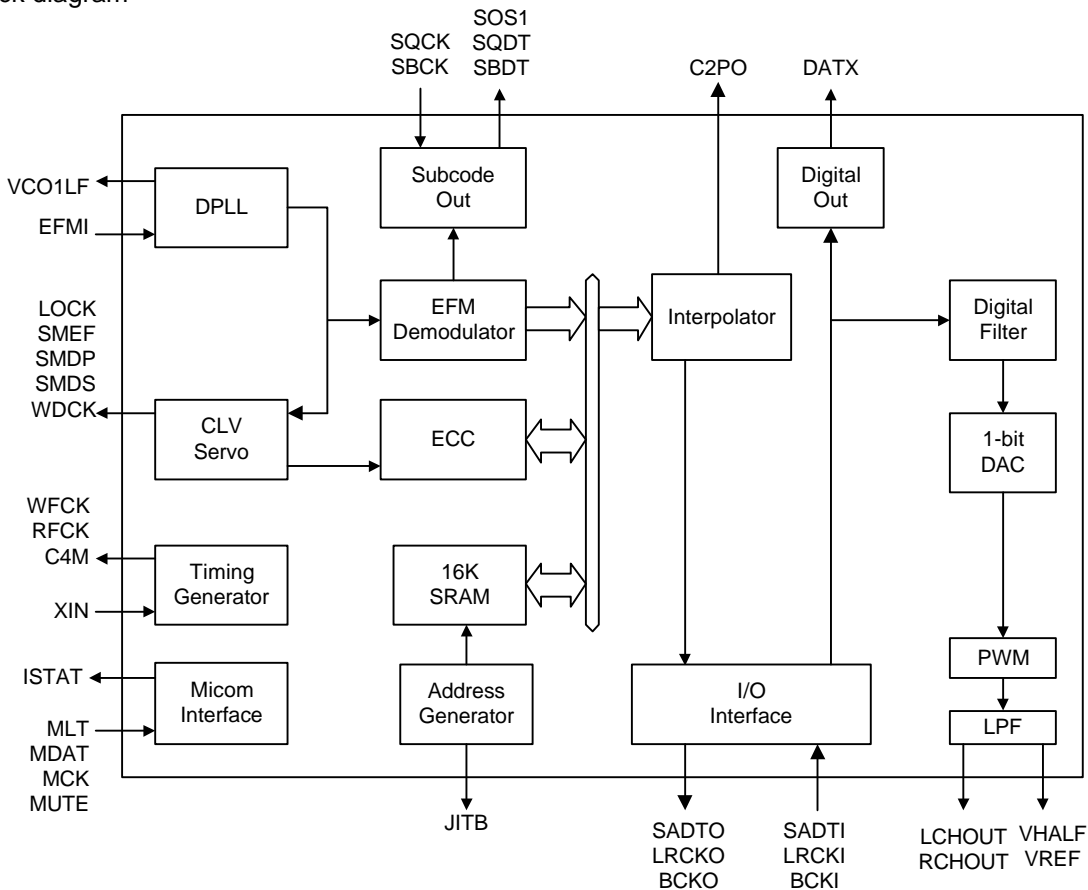 SOS1
SQCK
SQDT
SBCK
SBDT
C2PO
DATX
Subcode
Out
Digital
Out
VCO1LF
DPLL
EFMI
LOCK
SMEF
SMDP
SMDS
WDCK
EFM
Demodulator
Interpolator
Digital
Filter
CLV
Servo
ECC
1-bit
DAC
WFCK
RFCK
C4M
XIN
Timing
Generator
16K
SRAM
PWM
ISTAT
Micom
Interface
Address
Generator
I/O
Interface
LPF
MLT
MDAT
MCK
MUTE
JITB
SADTO
LRCKO
BCKO
SADTI
LRCKI
BCKI
LCHOUT
RCHOUT
VHALF
VREF